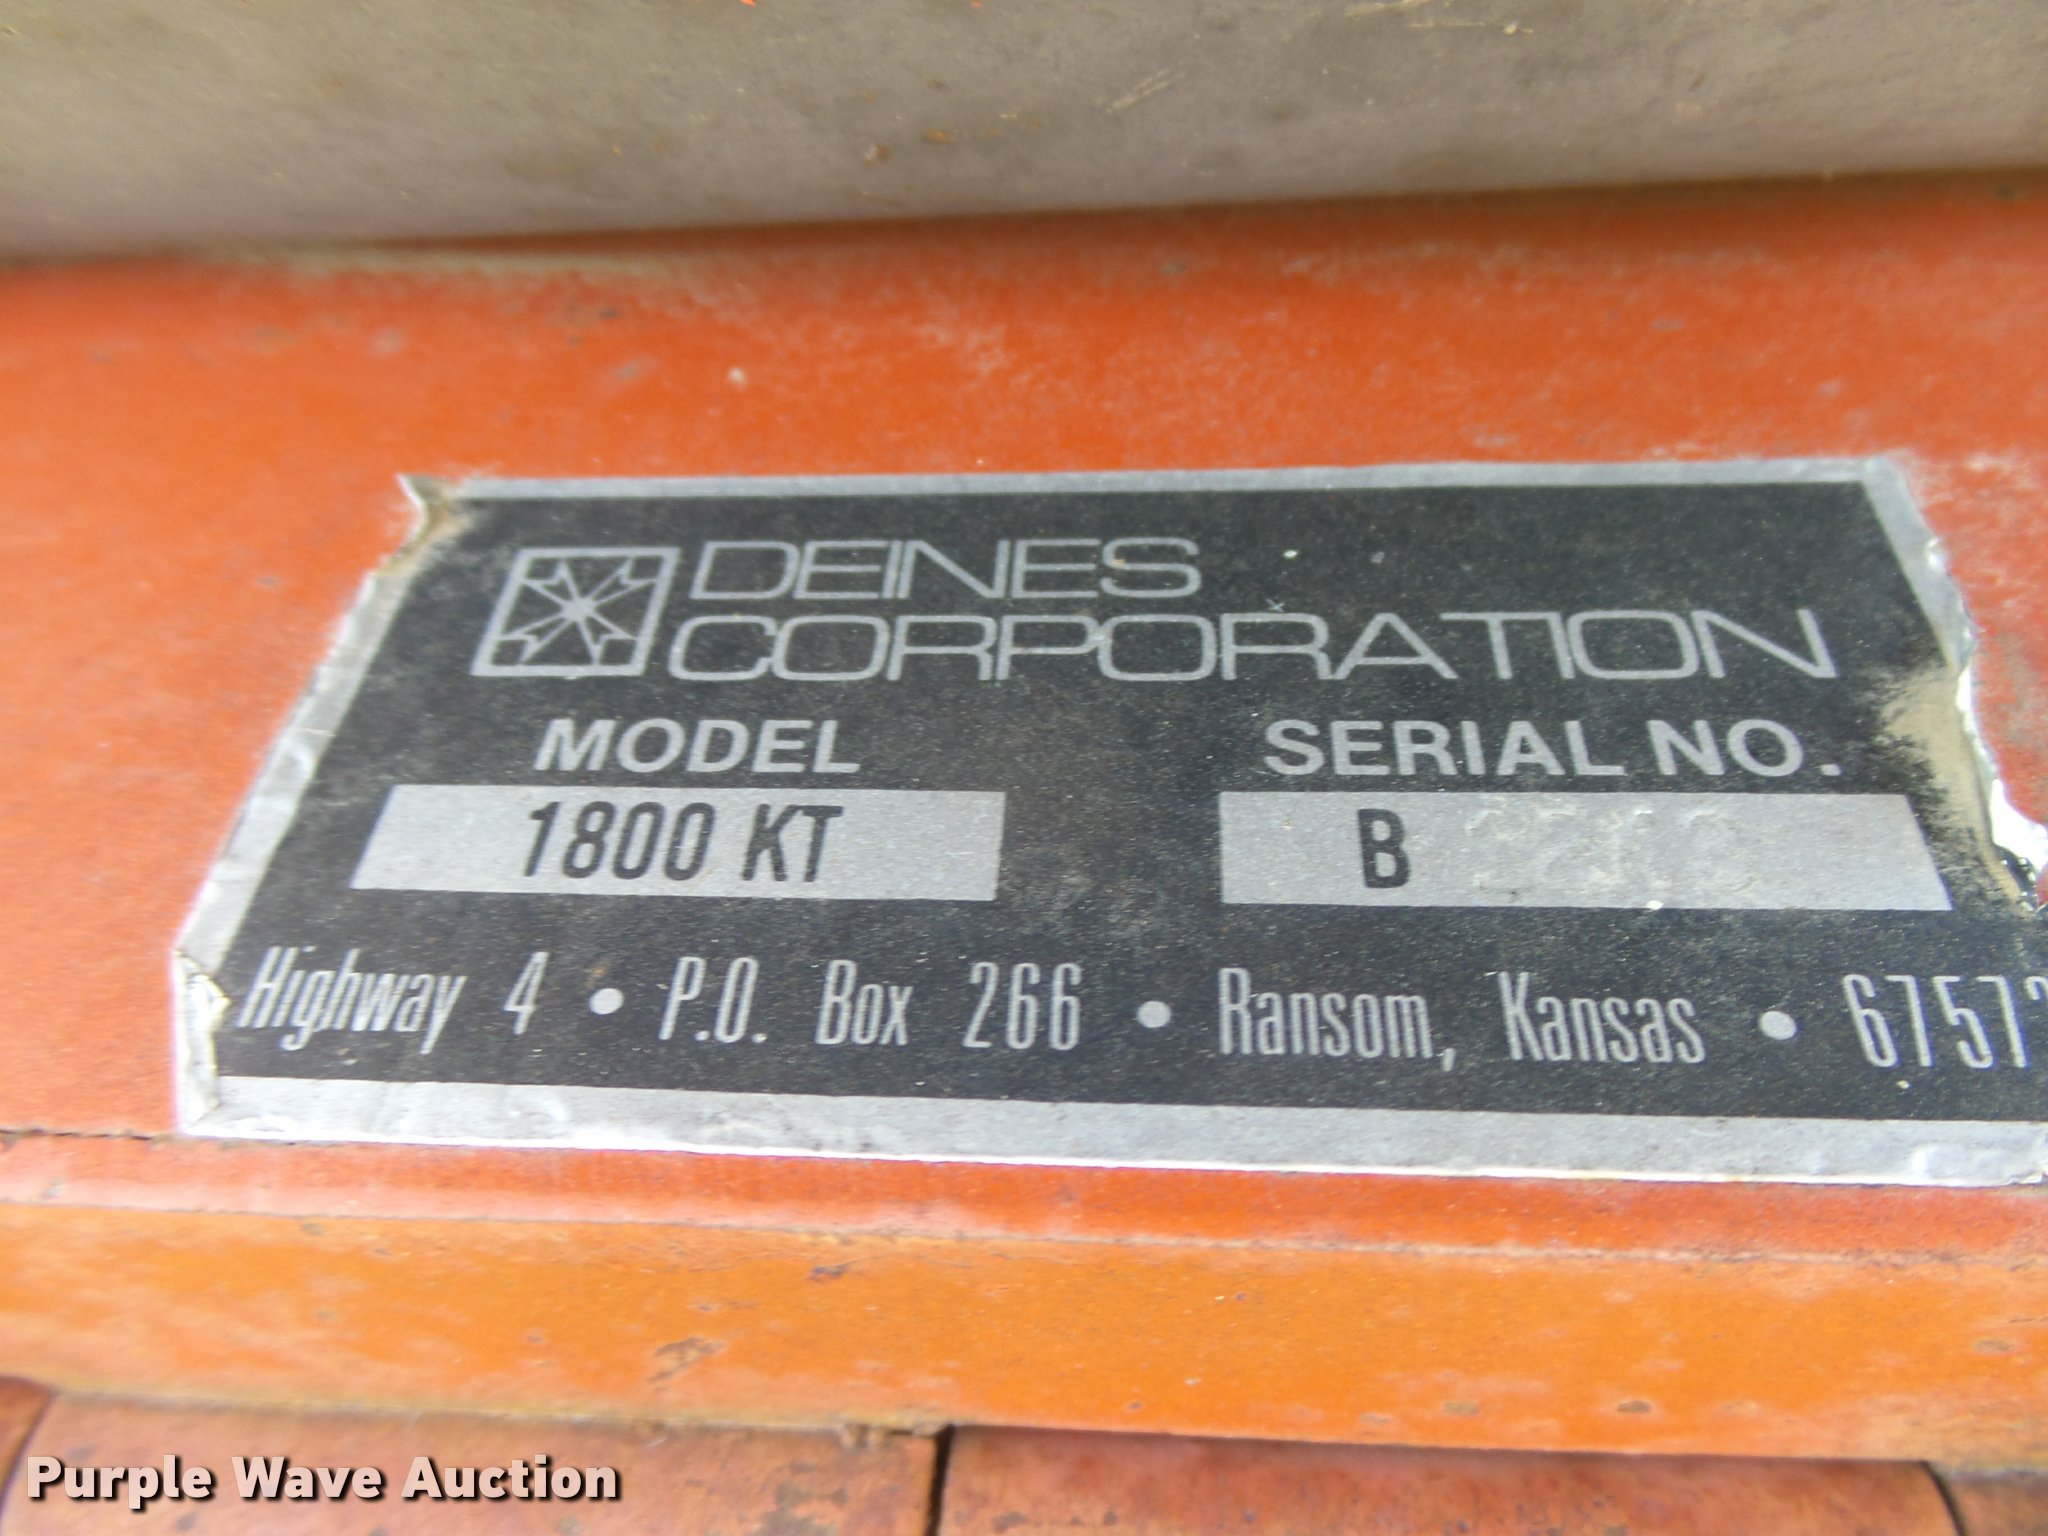 DEINES
CORPORATION
MODEL SERIAL NO.
1800 KT B
Highway 4 • P.O. Box 266 • Ransom, Kansas •
Purple Wave Auction